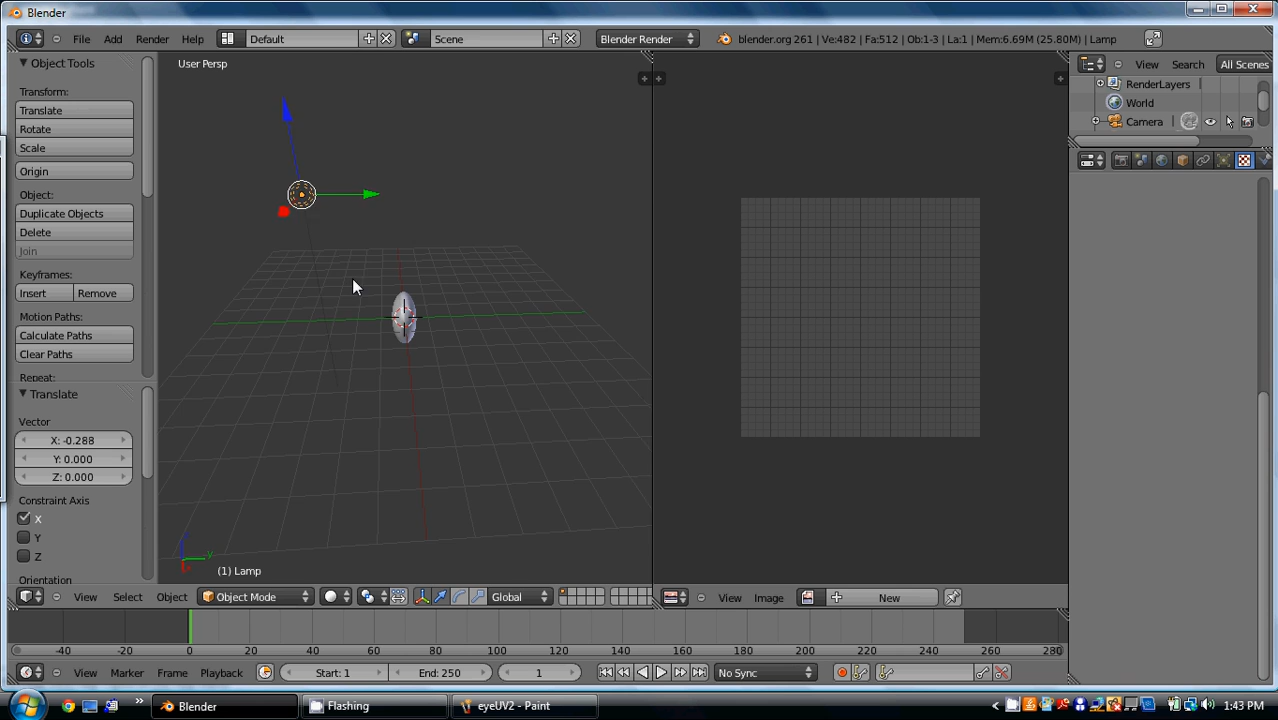 Blender
File Add Render Help Default Scene Blender Render blender.org 261 | Ve:482 | Fa:512 | Ob:1-3 | La:1 | Mem:6.69M (25.80M) | Lamp
Object Tools
Transform:
Translate
Rotate
Scale
Origin
Object:
Duplicate Objects
Delete
Join
Keyframes:
Insert Remove
Motion Paths:
Calculate Paths
Clear Paths
Repeat:
Translate
Vector
X: -0.288
Y: 0.000
Z: 0.000
Constraint Axis
X
Y
Z
Orientation
User Persp
y
(1) Lamp
View Select Object Object Mode Global
View Image New
View Search All Scenes
RenderLayers
World
Camera
-40 -20 0 20 40 60 80 100 120 140 160 180 200 220 240 260 280
View Marker Frame Playback Start: 1 End: 250 1 No Sync
Blender Flashing eyeUV2 - Paint 1:43 PM